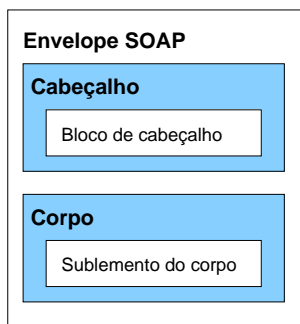 Envelope SOAP
Cabeçalho
Bloco de cabeçalho
Corpo
Sublemento do corpo